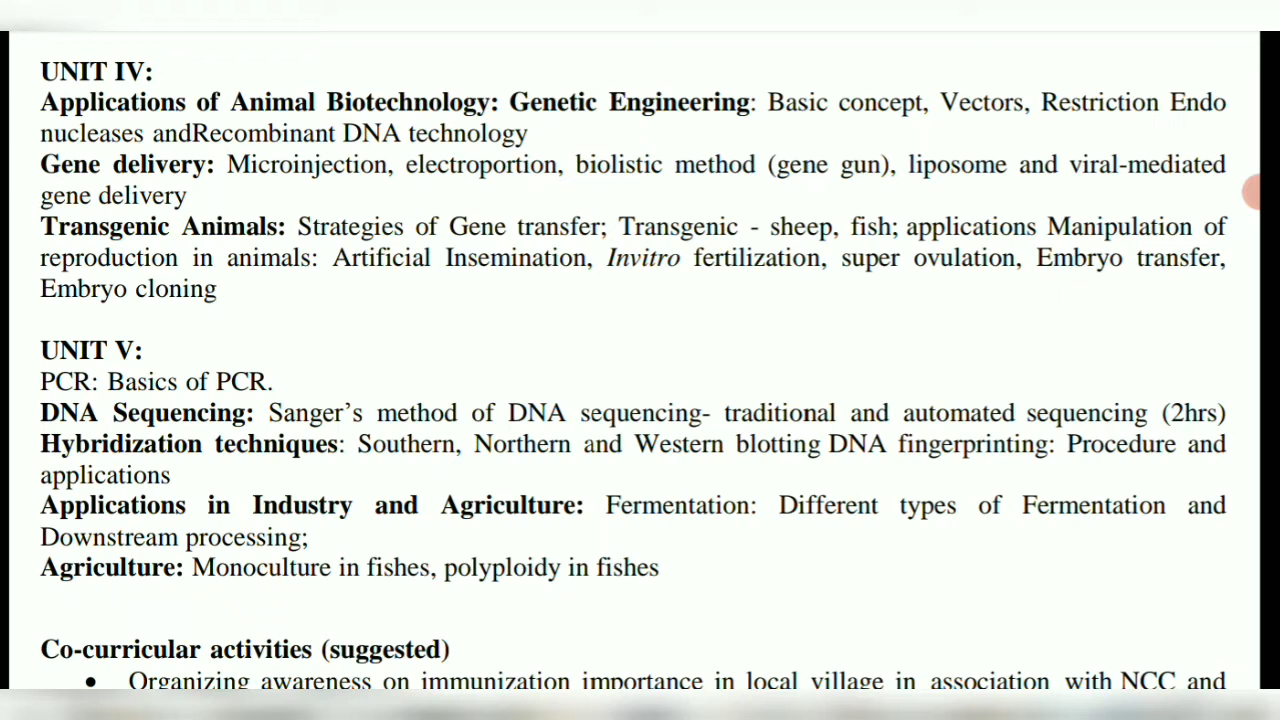 UNIT IV:
Applications of Animal Biotechnology: Genetic Engineering: Basic concept, Vectors, Restriction Endo
nucleases andRecombinant DNA technology
Gene delivery: Microinjection, electroportion, biolistic method (gene gun), liposome and viral-mediated
gene delivery
Transgenic Animals: Strategies of Gene transfer; Transgenic - sheep, fish; applications Manipulation of
reproduction in animals: Artificial Insemination, Invitro fertilization, super ovulation, Embryo transfer,
Embryo cloning
UNIT V:
PCR: Basics of PCR.
DNA Sequencing: Sanger’s method of DNA sequencing- traditional and automated sequencing (2hrs)
Hybridization techniques: Southern, Northern and Western blotting DNA fingerprinting: Procedure and
applications
Applications in Industry and Agriculture: Fermentation: Different types of Fermentation and
Downstream processing;
Agriculture: Monoculture in fishes, polyploidy in fishes
Co-curricular activities (suggested)
• Organizing awareness on immunization importance in local village in association with NCC and